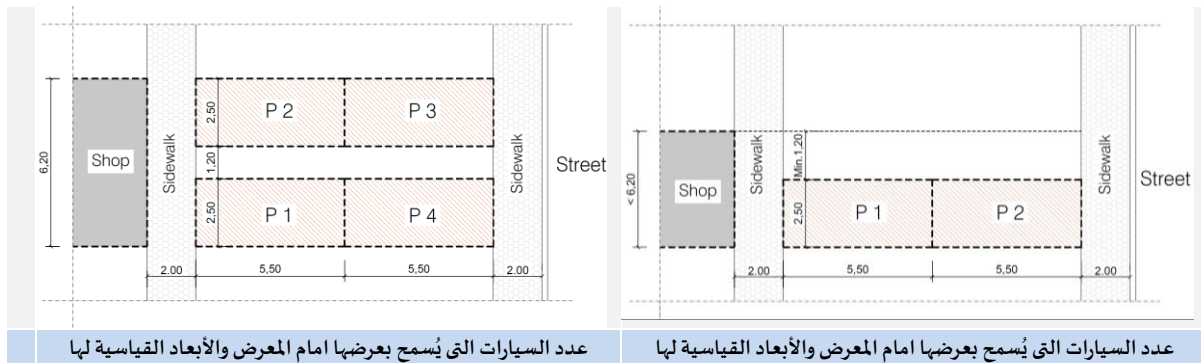 6,20
Shop
Sidewalk
2,50
1,20
2,50
P 2
P 3
P 1
P 4
Sidewalk
Street
2.00
5,50
5,50
2.00
عدد السيارات التي يُسمح بعرضها امام المعرض والأبعاد القياسية لها
< 6,20
Shop
Sidewalk
Min.1,20
2,50
P 1
P 2
Sidewalk
Street
2.00
5,50
5,50
2.00
عدد السيارات التي يُسمح بعرضها امام المعرض والأبعاد القياسية لها